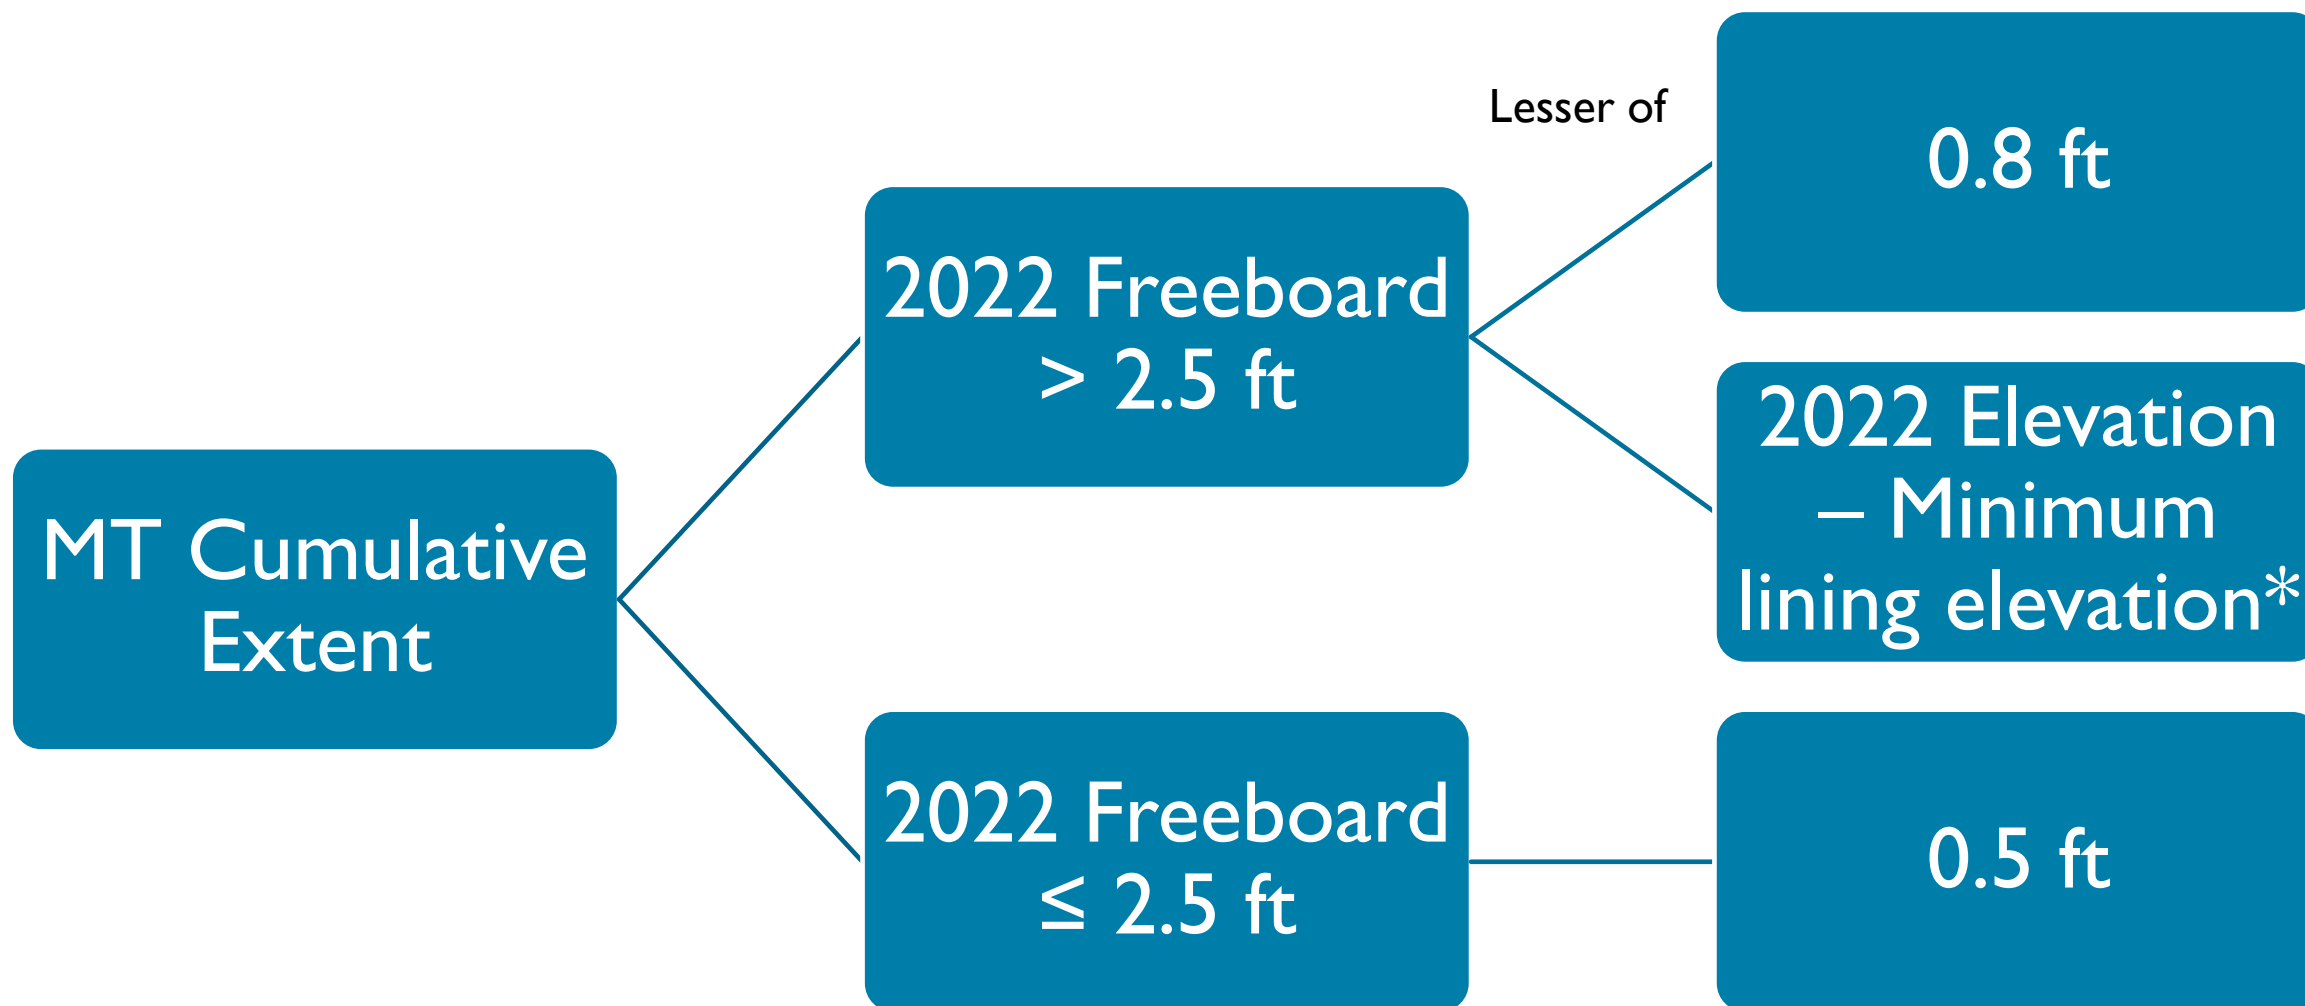 MT Cumulative
Extent
2022 Freeboard
> 2.5 ft
Lesser of
0.8 ft
2022 Elevation
– Minimum
lining elevation*
2022 Freeboard
≤ 2.5 ft
0.5 ft